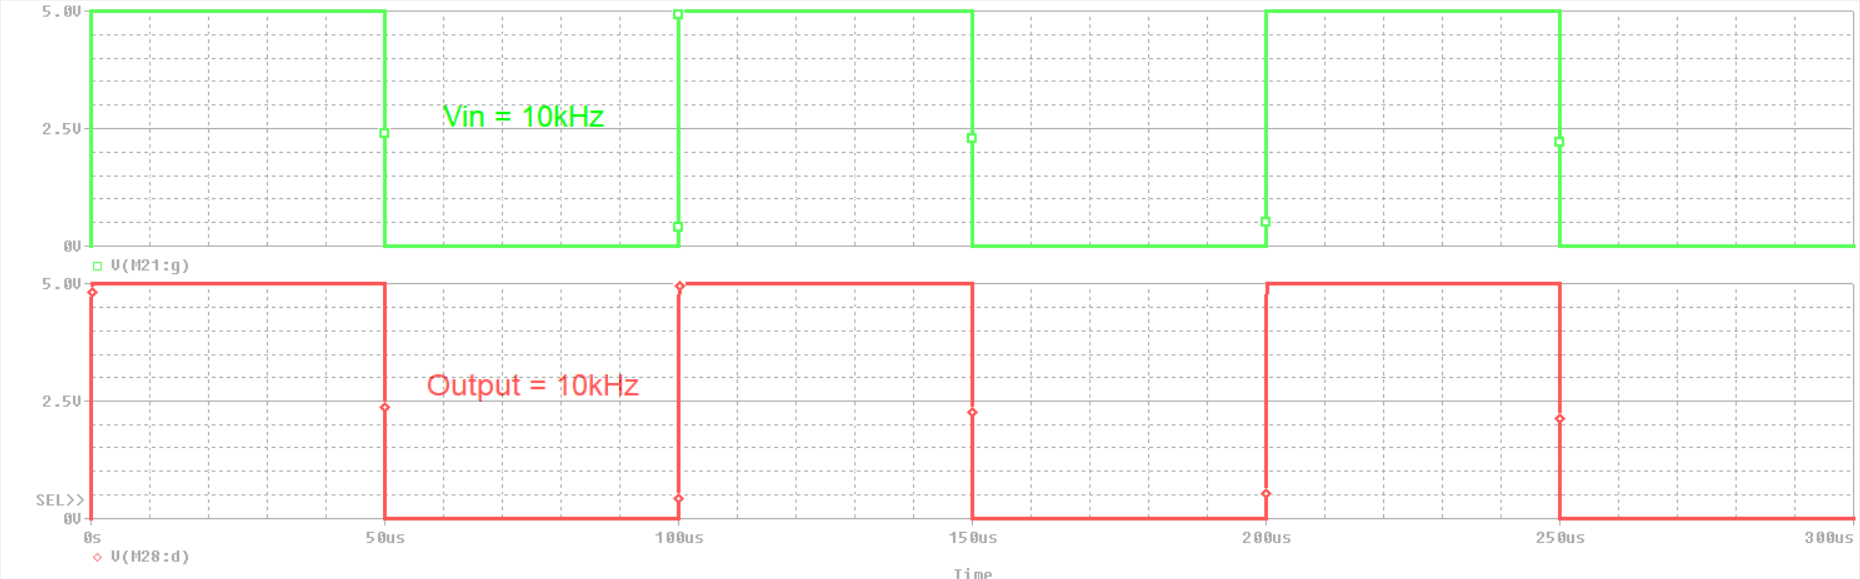 5.0V
Vin = 10kHz
2.5V
0V
V(M21:g)
5.0V
Output = 10kHz
2.5V
SEL>>
0V
0s 50us 100us 150us 200us 250us 300us
V(M28:d)
Time